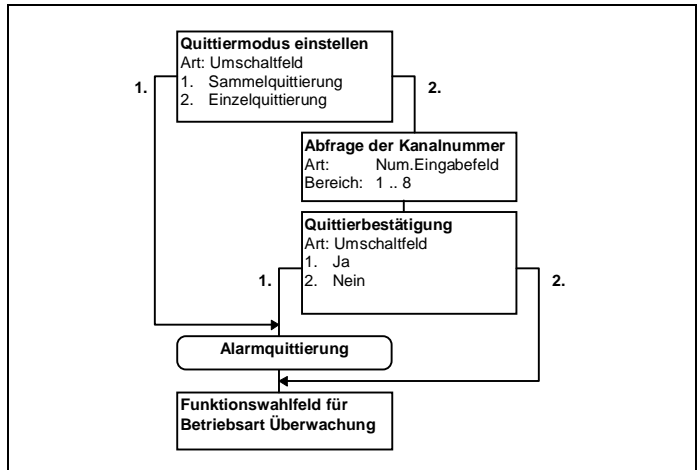 Quittiermodus einstellen
Art: Umschaltfeld
1. Sammelquittierung
2. Einzelquittierung
1.
2.
Abfrage der Kanalnummer
Art: Num.Eingabefeld
Bereich: 1 .. 8
Quittierbestätigung
Art: Umschaltfeld
1. Ja
2. Nein
1.
2.
Alarmquittierung
Funktionswahlfeld für
Betriebsart Überwachung